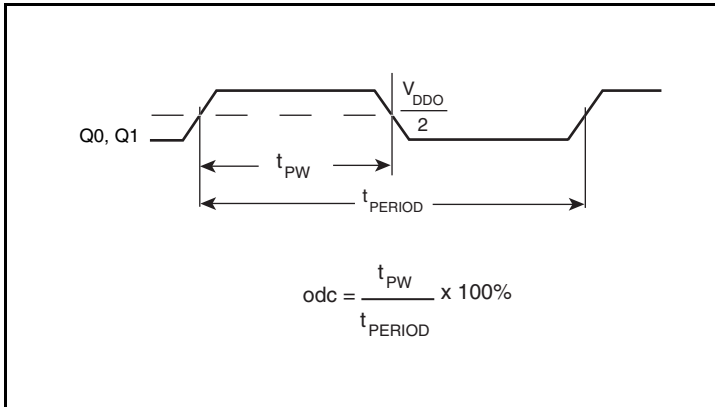 V_DDO
2
Q0, Q1
t_PW
t_PERIOD
odc = t_PW / t_PERIOD x 100%